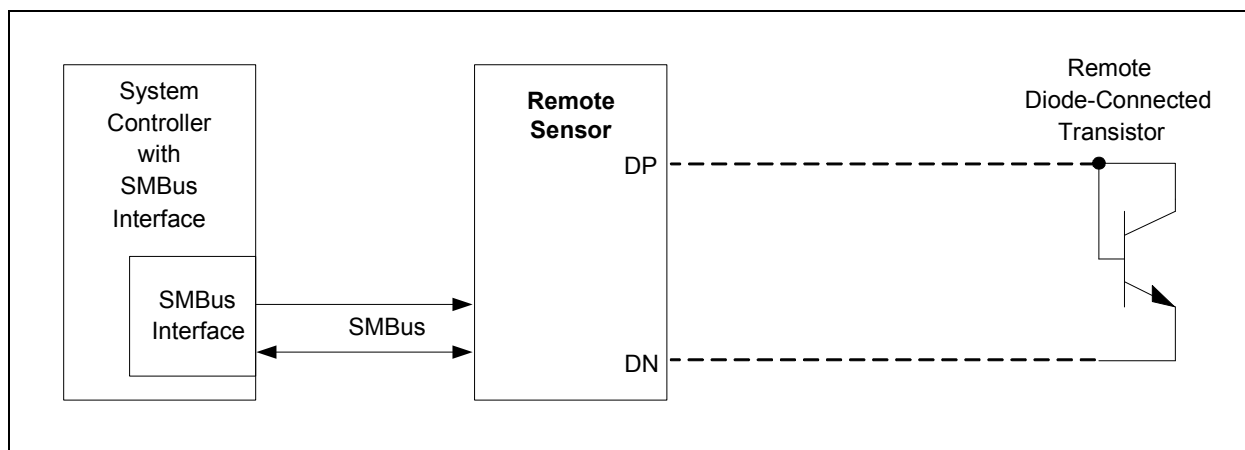 System
Controller
with
SMBus
Interface
SMBus
Interface
SMBus
Remote
Sensor
DP
DN
Remote
Diode-Connected
Transistor